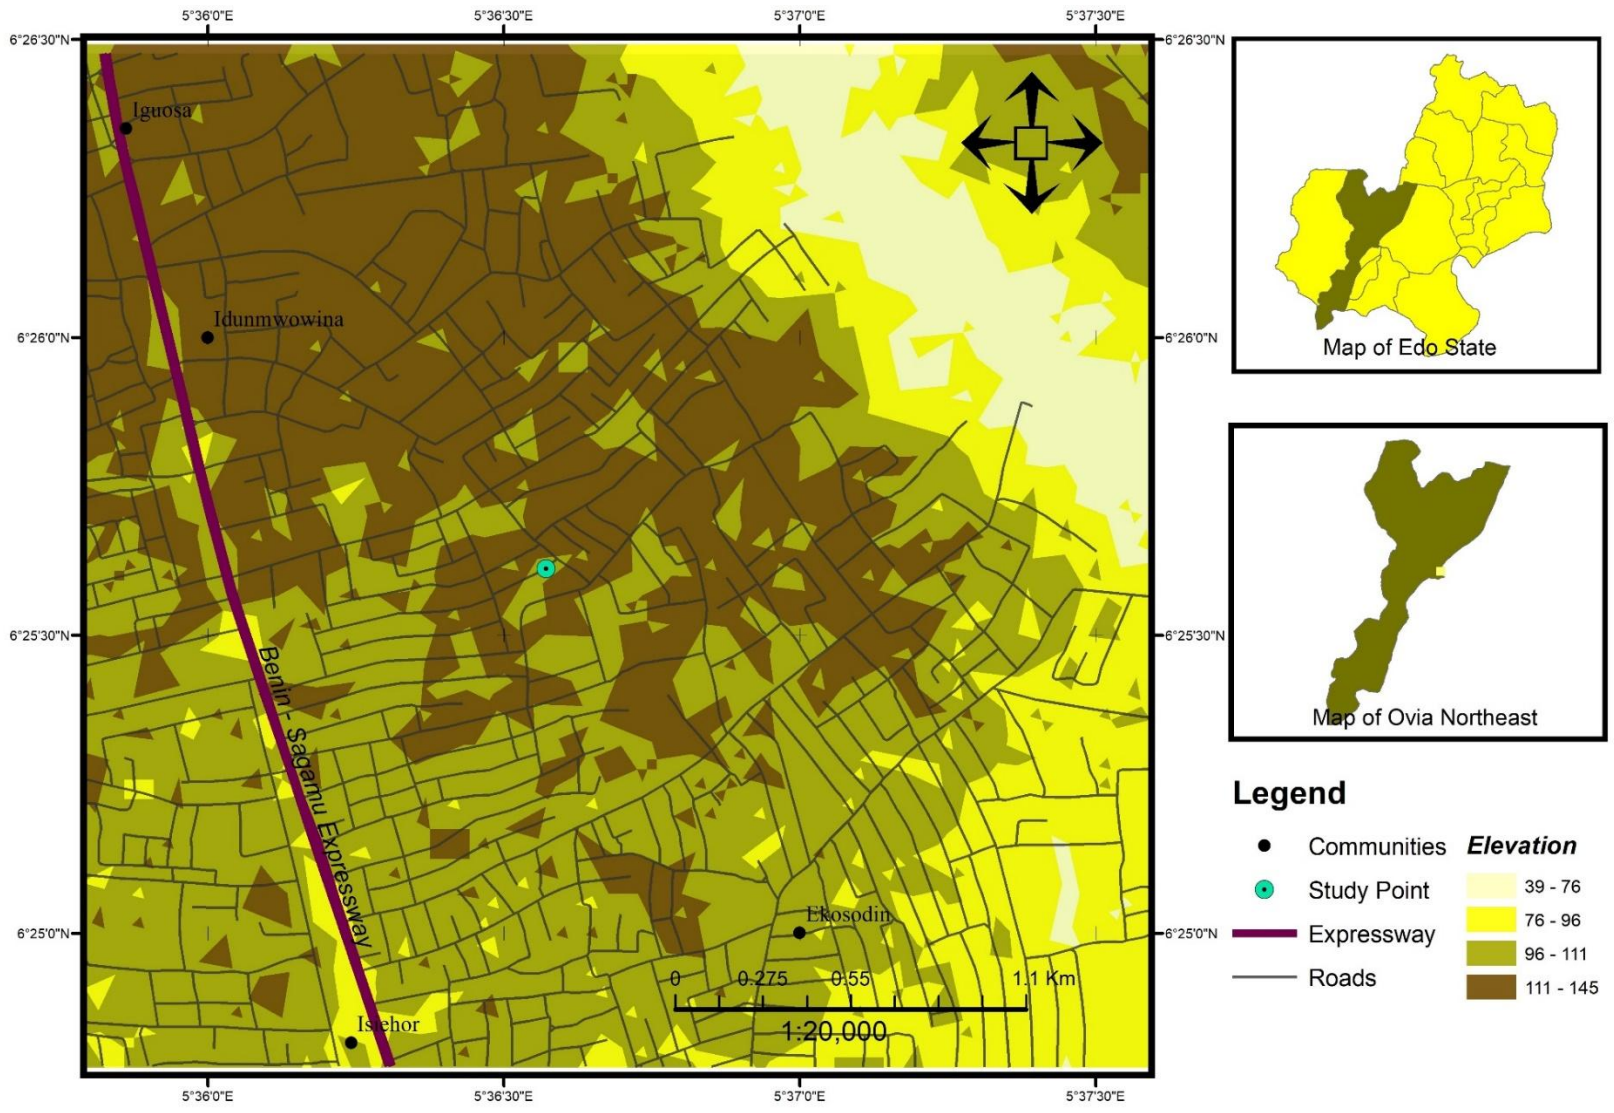 5°36'0"E
5°36'30"E
5°37'0"E
5°37'30"E
6°26'30"N
6°26'30"N
Iguosa
Idunmwowina
6°26'0"N
6°26'0"N
Map of Edo State
6°25'30"N
6°25'30"N
Benin - Sagamu Expressway
Map of Ovia Northeast
Legend
Communities
Study Point
Expressway
Roads
Elevation
39 - 76
76 - 96
96 - 111
111 - 145
Ekosodin
6°25'0"N
6°25'0"N
0 0.275 0.55 1.1 Km
1:20,000
Isiehor
5°36'0"E
5°36'30"E
5°37'0"E
5°37'30"E